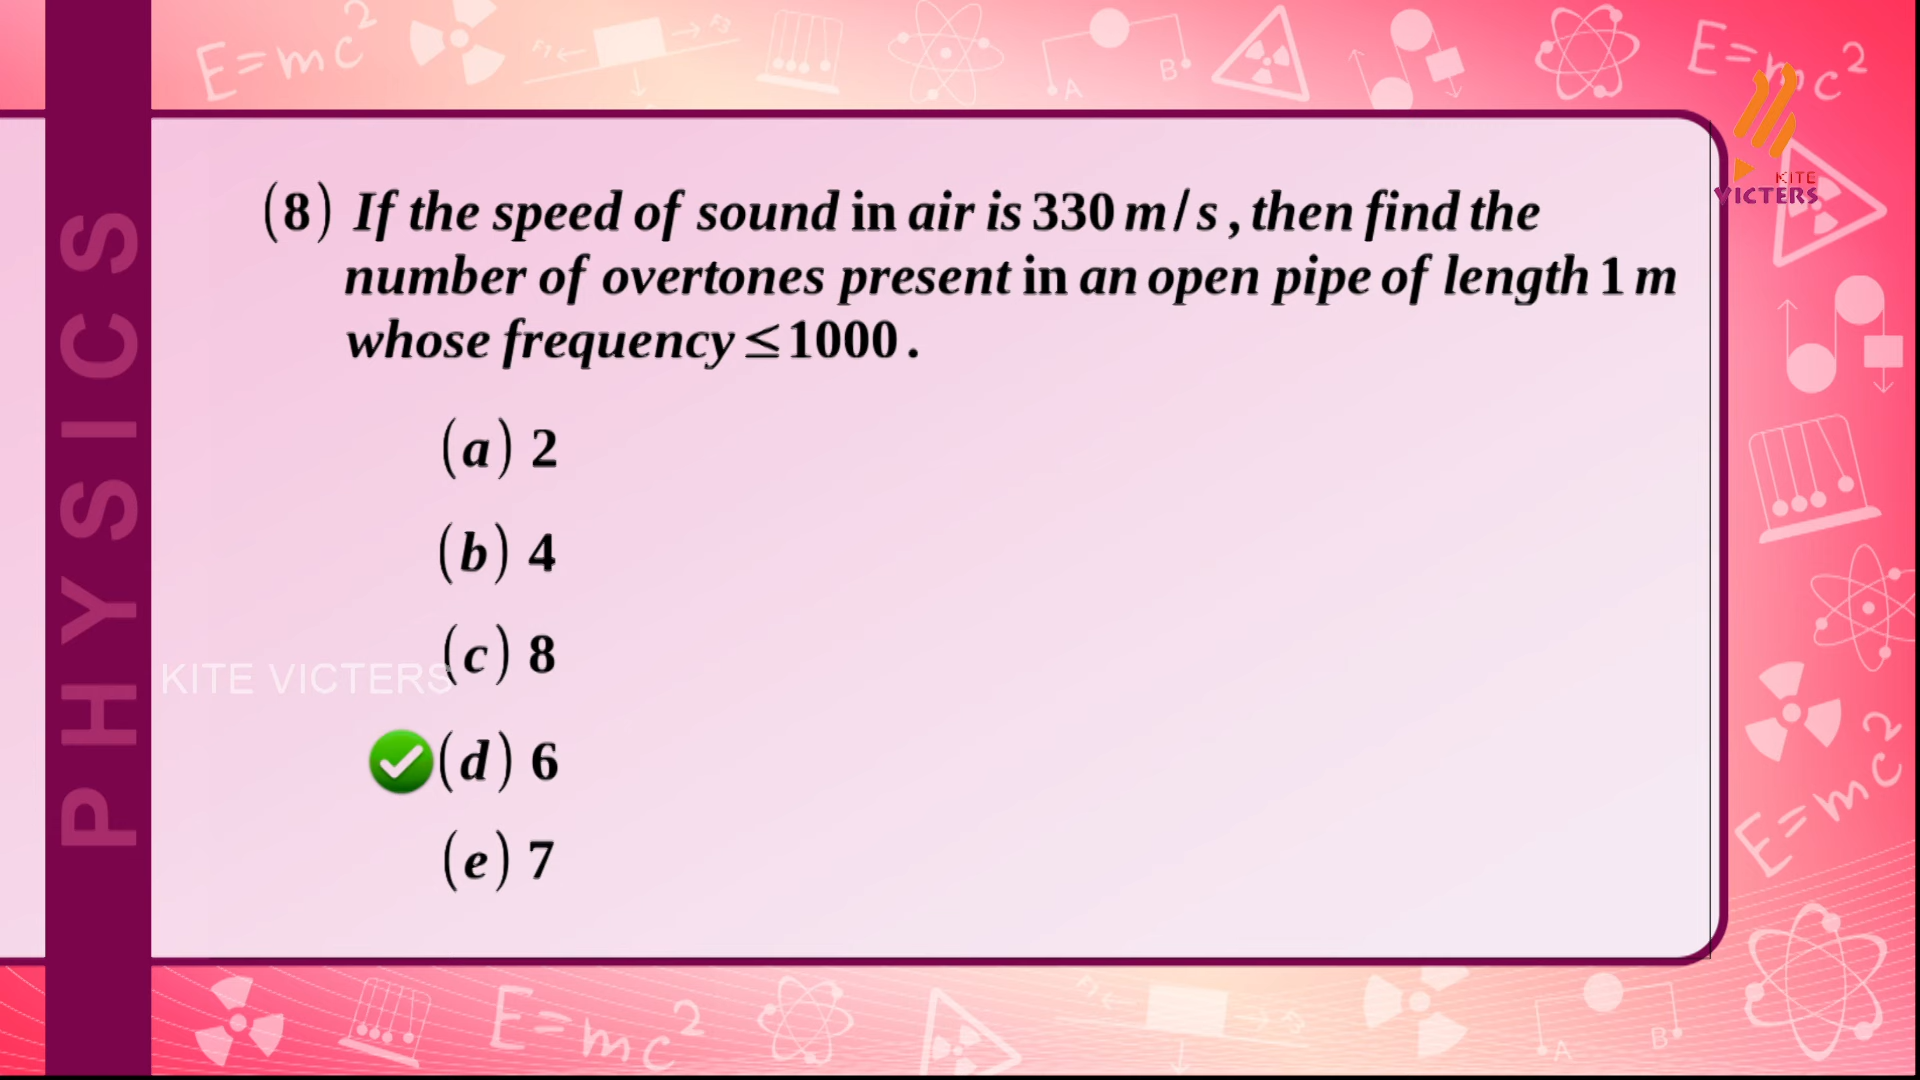 E=mc²
F1
F3
A
B
E=mc²
KITE
VICTERS
PHYSICS
(8) If the speed of sound in air is 330 m/s, then find the
number of overtones present in an open pipe of length 1 m
whose frequency ≤ 1000.
(a) 2
(b) 4
(c) 8
KITE VICTERS
(d) 6
(e) 7
E=mc²
E=mc²
A
B